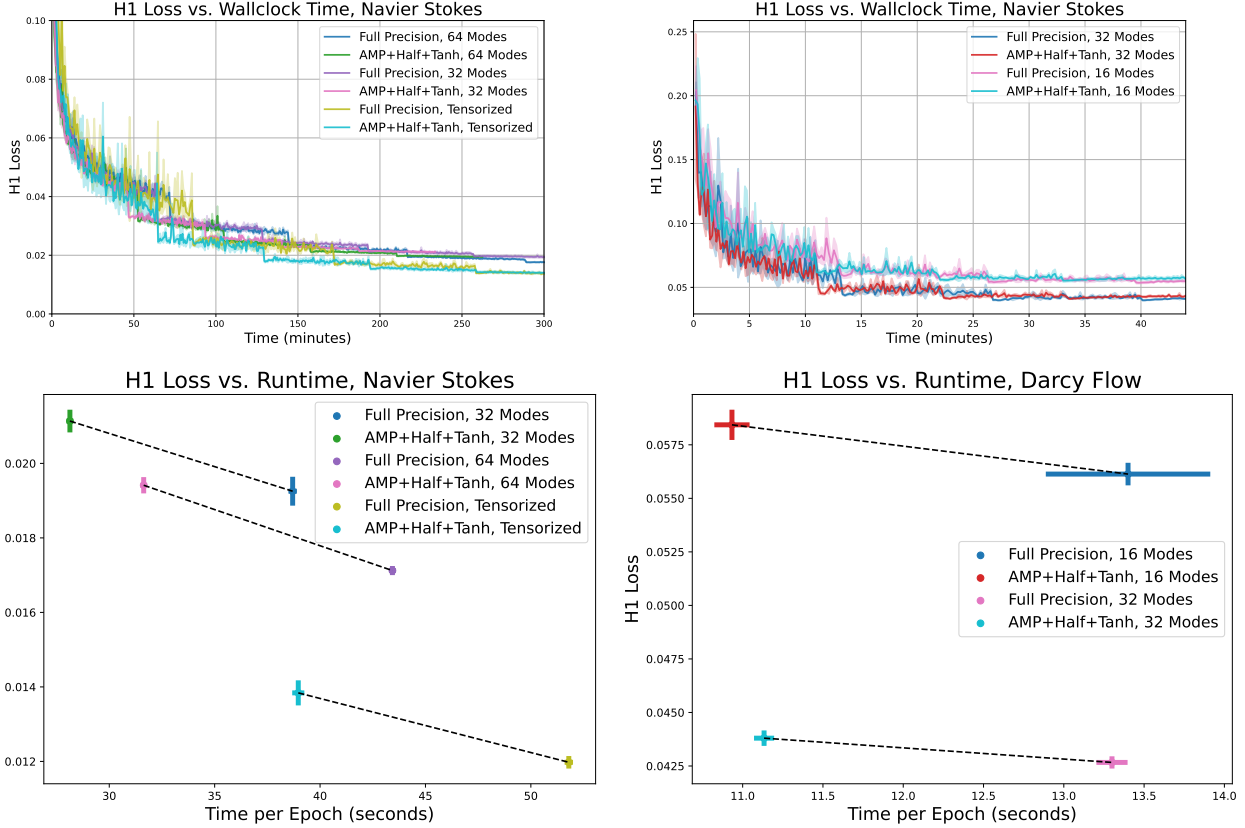 H1 Loss vs. Wallclock Time, Navier Stokes
0.10
0.08
0.06
0.04
0.02
0.00
H1 Loss
Full Precision, 64 Modes
AMP+Half+Tanh, 64 Modes
Full Precision, 32 Modes
AMP+Half+Tanh, 32 Modes
Full Precision, Tensorized
AMP+Half+Tanh, Tensorized
0 50 100 150 200 250 300
Time (minutes)
H1 Loss vs. Wallclock Time, Navier Stokes
0.25
0.20
0.15
0.10
0.05
H1 Loss
Full Precision, 32 Modes
AMP+Half+Tanh, 32 Modes
Full Precision, 16 Modes
AMP+Half+Tanh, 16 Modes
0 5 10 15 20 25 30 35 40
Time (minutes)
H1 Loss vs. Runtime, Navier Stokes
0.020
0.018
0.016
0.014
0.012
Full Precision, 32 Modes
AMP+Half+Tanh, 32 Modes
Full Precision, 64 Modes
AMP+Half+Tanh, 64 Modes
Full Precision, Tensorized
AMP+Half+Tanh, Tensorized
30 35 40 45 50
Time per Epoch (seconds)
H1 Loss vs. Runtime, Darcy Flow
0.0575
0.0550
0.0525
0.0500
0.0475
0.0450
0.0425
H1 Loss
Full Precision, 16 Modes
AMP+Half+Tanh, 16 Modes
Full Precision, 32 Modes
AMP+Half+Tanh, 32 Modes
11.0 11.5 12.0 12.5 13.0 13.5 14.0
Time per Epoch (seconds)